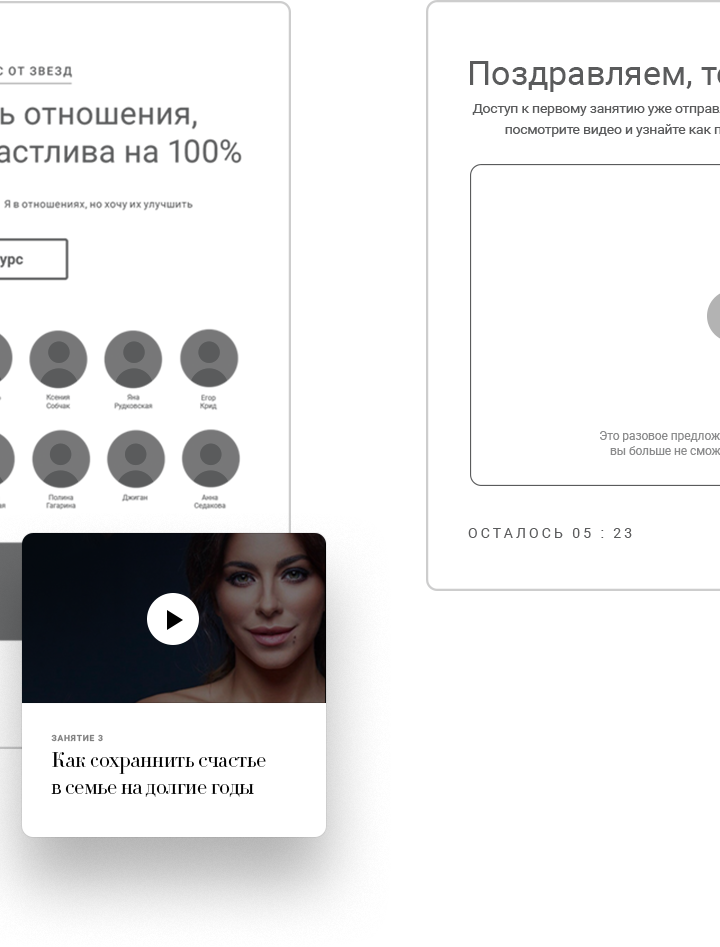 С ОТ ЗВЕЗД
ь отношения,
астлива на 100%
Я в отношениях, но хочу их улучшить
урс
Ксения
Собчак
Яна
Рудковская
Егор
Крид
Полина
Гагарина
Джиган
Анна
Седакова
ЗАНЯТИЕ 3
Как сохраннить счастье
в семье на долгие годы
Поздравляем, т
Доступ к первому занятию уже отправ
посмотрите видео и узнайте как п
Это разовое предлож
вы больше не смож
ОСТАЛОСЬ 05 : 23